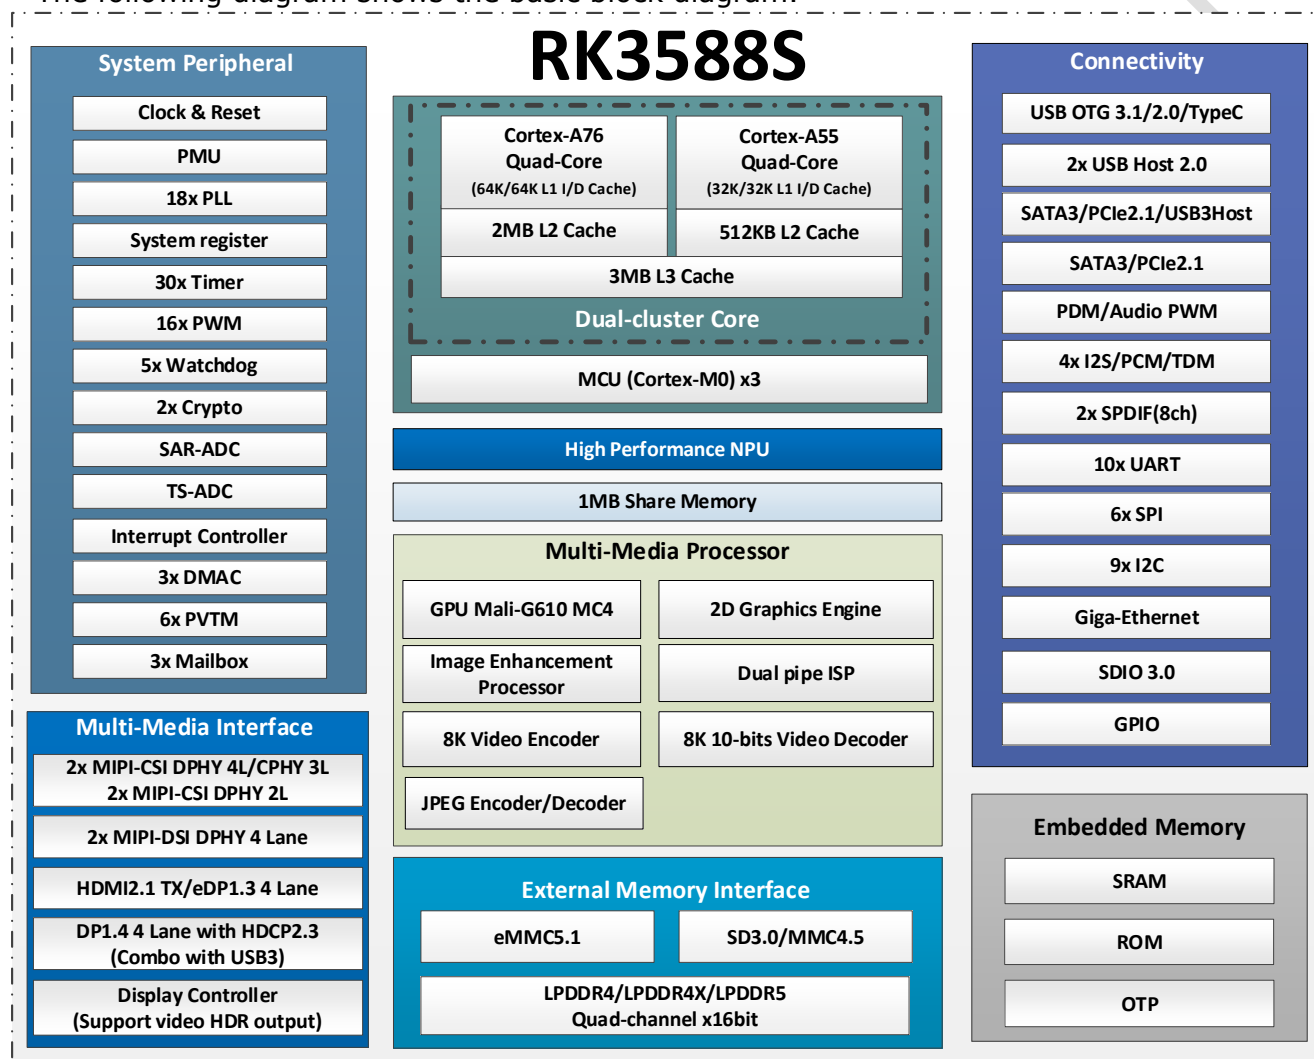 The following diagram shows the basic block diagram.
RK3588S
System Peripheral
Clock & Reset
PMU
18x PLL
System register
30x Timer
16x PWM
5x Watchdog
2x Crypto
SAR-ADC
TS-ADC
Interrupt Controller
3x DMAC
6x PVTM
3x Mailbox
Multi-Media Interface
2x MIPI-CSI DPHY 4L/CPHY 3L
2x MIPI-CSI DPHY 2L
2x MIPI-DSI DPHY 4 Lane
HDMI2.1 TX/eDP1.3 4 Lane
DP1.4 4 Lane with HDCP2.3
(Combo with USB3)
Display Controller
(Support video HDR output)
Cortex-A76
Quad-Core
(64K/64K L1 I/D Cache)
2MB L2 Cache
Cortex-A55
Quad-Core
(32K/32K L1 I/D Cache)
512KB L2 Cache
3MB L3 Cache
Dual-cluster Core
MCU (Cortex-M0) x3
High Performance NPU
1MB Share Memory
Multi-Media Processor
GPU Mali-G610 MC4
2D Graphics Engine
Image Enhancement
Processor
Dual pipe ISP
8K Video Encoder
8K 10-bits Video Decoder
JPEG Encoder/Decoder
External Memory Interface
eMMC5.1
SD3.0/MMC4.5
LPDDR4/LPDDR4X/LPDDR5
Quad-channel x16bit
Connectivity
USB OTG 3.1/2.0/TypeC
2x USB Host 2.0
SATA3/PCIe2.1/USB3Host
SATA3/PCIe2.1
PDM/Audio PWM
4x I2S/PCM/TDM
2x SPDIF(8ch)
10x UART
6x SPI
9x I2C
Giga-Ethernet
SDIO 3.0
GPIO
Embedded Memory
SRAM
ROM
OTP